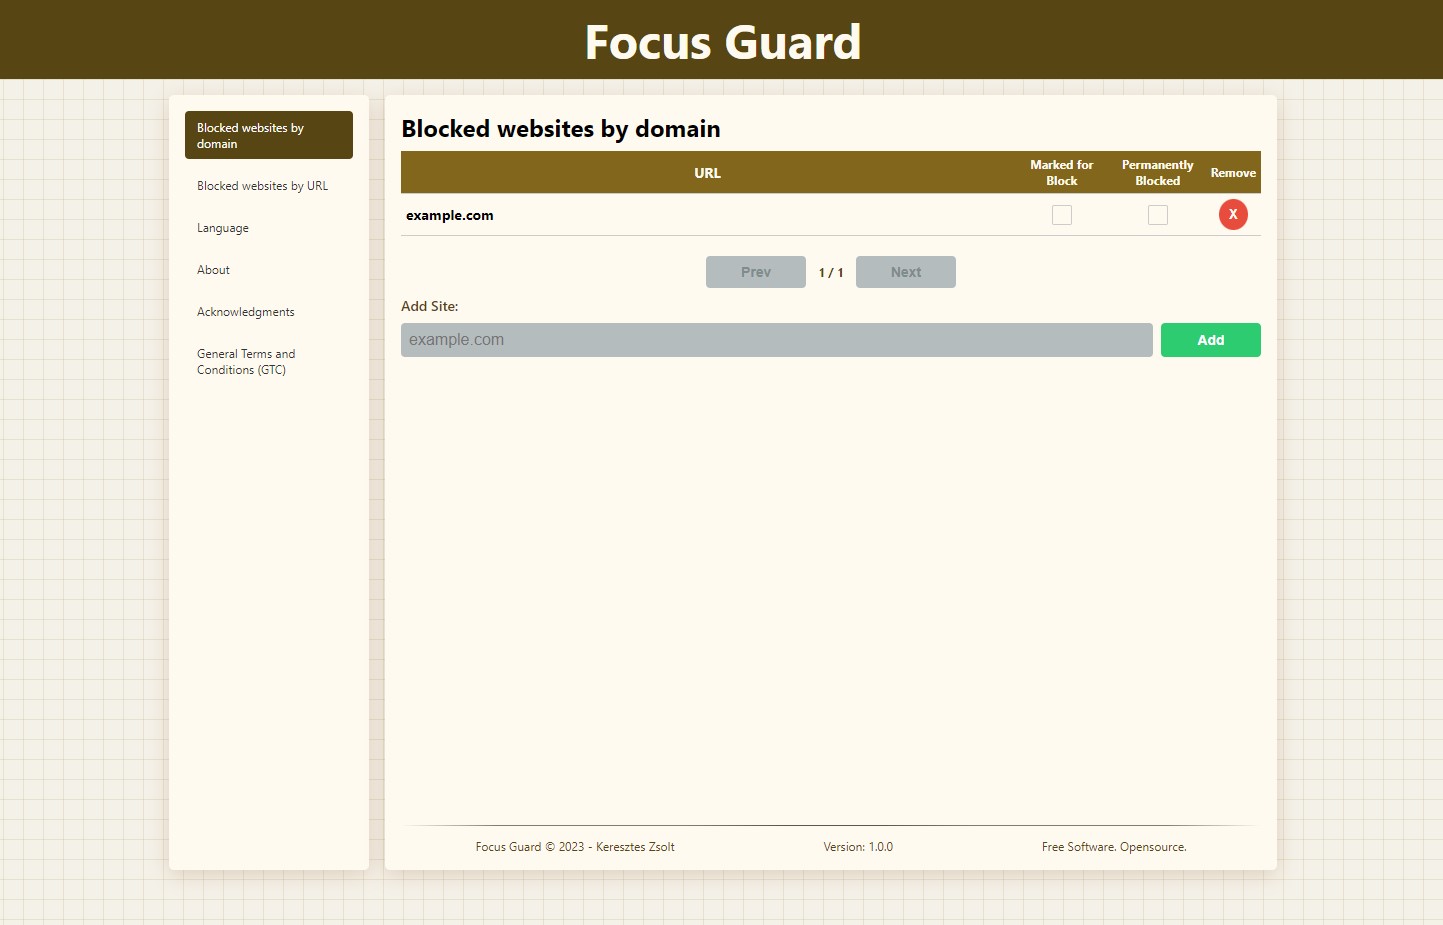 Focus Guard
Blocked websites by
domain
Blocked websites by URL
Language
About
Acknowledgments
General Terms and
Conditions (GTC)
Blocked websites by domain
URL
Marked for
Block
Permanently
Blocked
Remove
example.com
X
Prev
1 / 1
Next
Add Site:
example.com
Add
Focus Guard © 2023 - Keresztes Zsolt
Version: 1.0.0
Free Software. Opensource.